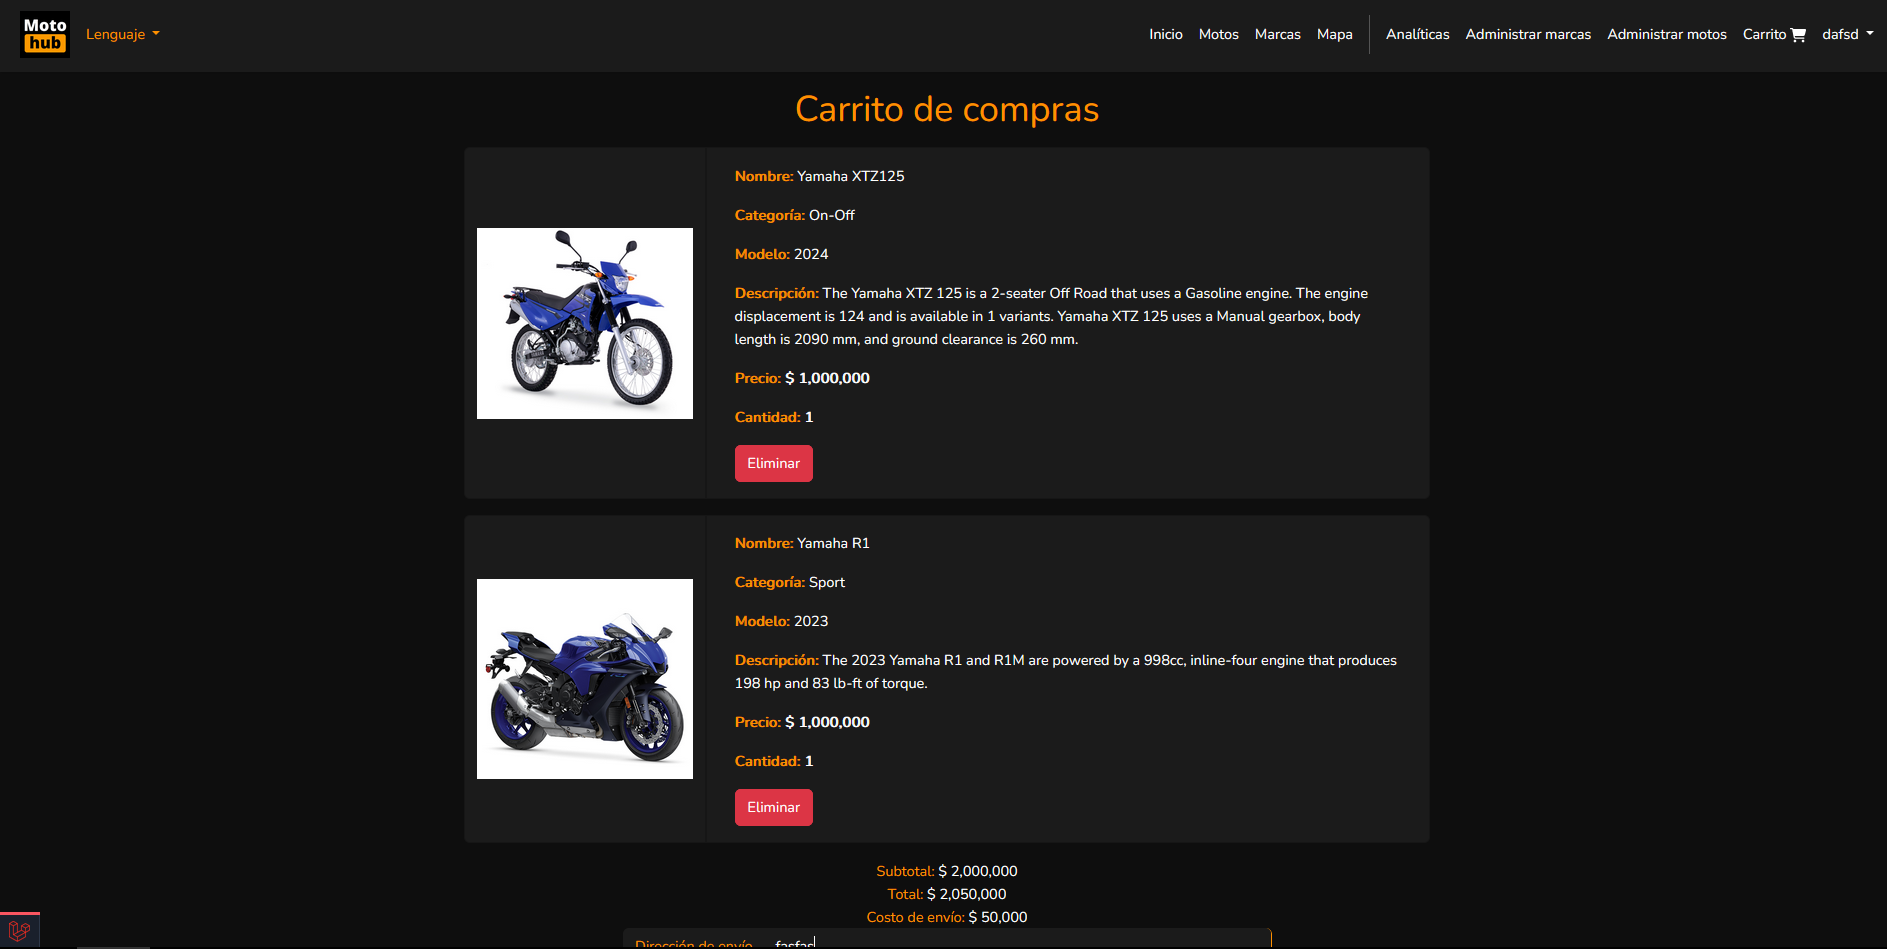 Moto
hub
Lenguaje
Inicio Motos Marcas Mapa Analíticas Administrar marcas Administrar motos Carrito dafsd
Carrito de compras
Nombre: Yamaha XTZ125
Categoría: On-Off
Modelo: 2024
Descripción: The Yamaha XTZ 125 is a 2-seater Off Road that uses a Gasoline engine. The engine
displacement is 124 and is available in 1 variants. Yamaha XTZ 125 uses a Manual gearbox, body
length is 2090 mm, and ground clearance is 260 mm.
Precio: $ 1,000,000
Cantidad: 1
Eliminar
Nombre: Yamaha R1
Categoría: Sport
Modelo: 2023
Descripción: The 2023 Yamaha R1 and R1M are powered by a 998cc, inline-four engine that produces
198 hp and 83 lb-ft of torque.
Precio: $ 1,000,000
Cantidad: 1
Eliminar
Subtotal: $ 2,000,000
Total: $ 2,050,000
Costo de envío: $ 50,000
Dirección de envío fasfas